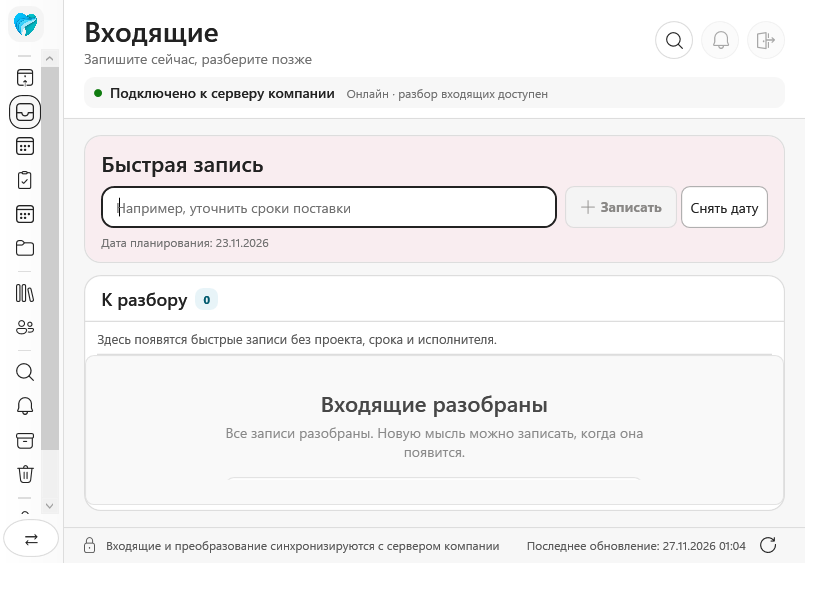 Входящие
Запишите сейчас, разберите позже
Подключено к серверу компании Онлайн · разбор входящих доступен
Быстрая запись
Например, уточнить сроки поставки
Записать
Снять дату
Дата планирования: 23.11.2026
К разбору 0
Здесь появятся быстрые записи без проекта, срока и исполнителя.
Входящие разобраны
Все записи разобраны. Новую мысль можно записать, когда она
появится.
Входящие и преобразование синхронизируются с сервером компании
Последнее обновление: 27.11.2026 01:04